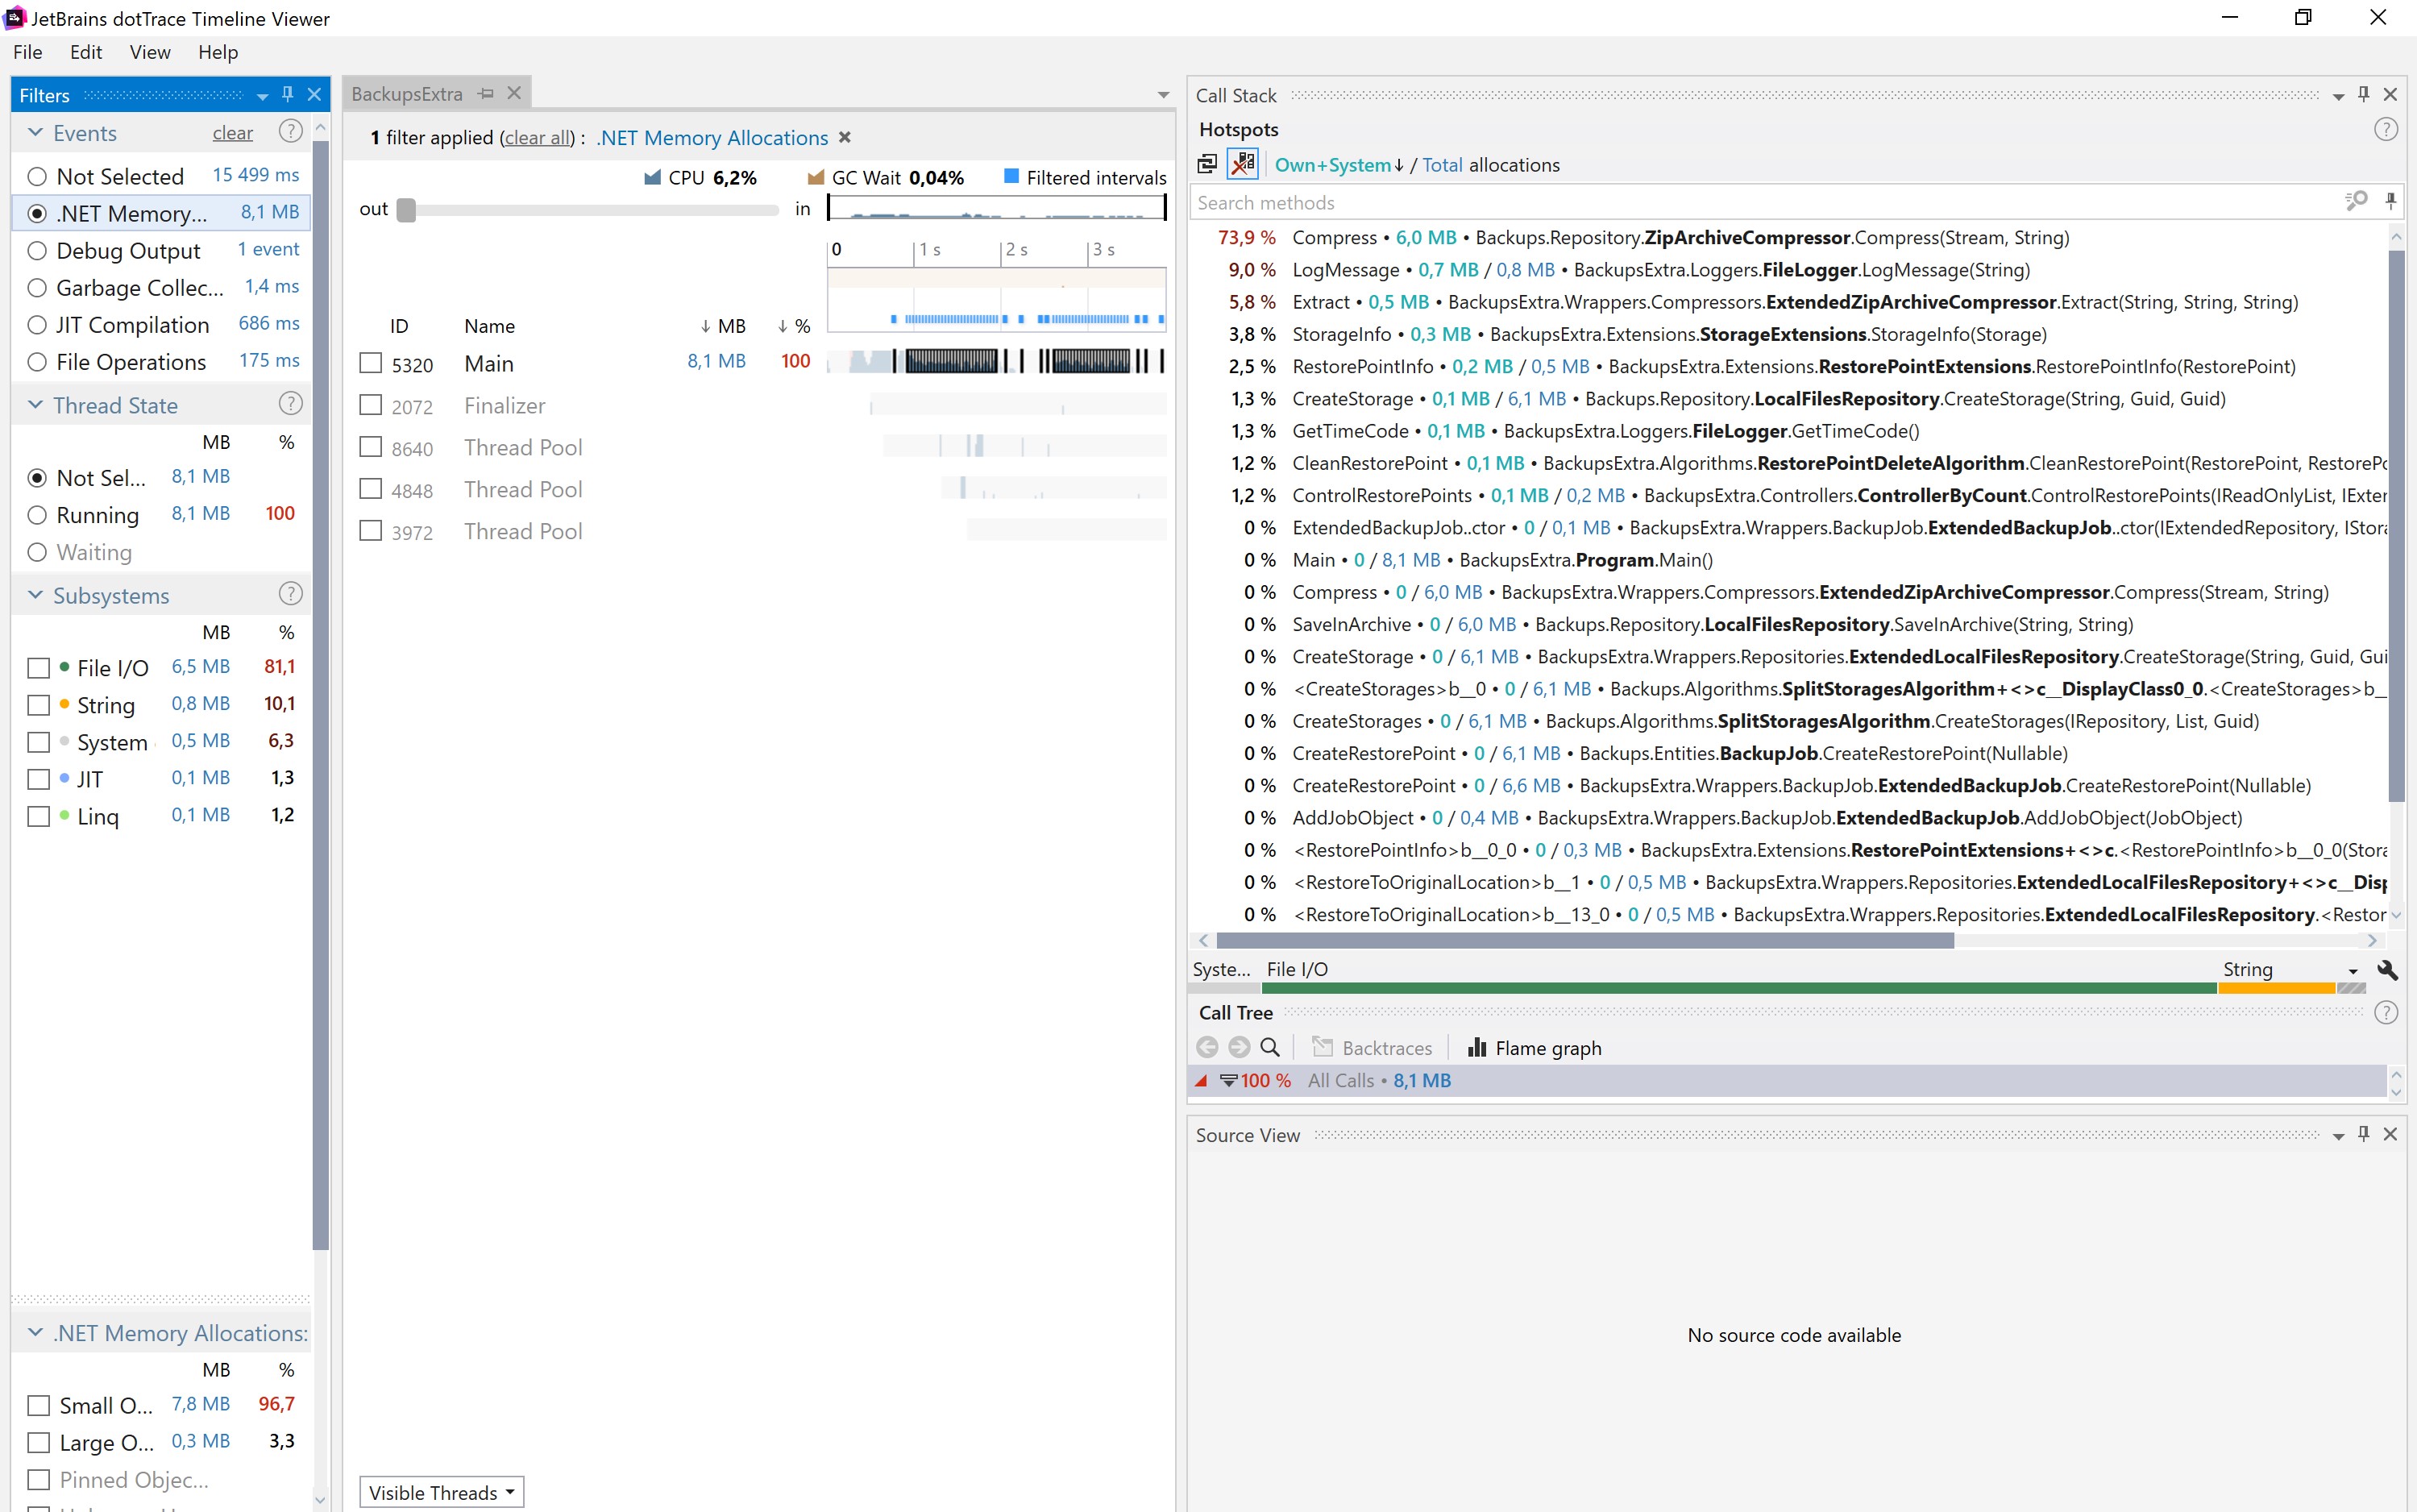 JetBrains dotTrace Timeline Viewer
File Edit View Help
Filters
Events clear ?
Not Selected 15 499 ms
.NET Memory... 8,1 MB
Debug Output 1 event
Garbage Collec... 1,4 ms
JIT Compilation 686 ms
File Operations 175 ms
Thread State ?
MB %
Not Sel... 8,1 MB
Running 8,1 MB 100
Waiting
Subsystems ?
MB %
File I/O 6,5 MB 81,1
String 0,8 MB 10,1
System 0,5 MB 6,3
JIT 0,1 MB 1,3
Linq 0,1 MB 1,2
.NET Memory Allocations:
MB %
Small O... 7,8 MB 96,7
Large O... 0,3 MB 3,3
Pinned Objec...
BackupsExtra
1 filter applied (clear all) : .NET Memory Allocations
CPU 6,2% GC Wait 0,04% Filtered intervals
out in
0 1 s 2 s 3 s
ID Name ↓ MB ↓ %
5320 Main 8,1 MB 100
2072 Finalizer
8640 Thread Pool
4848 Thread Pool
3972 Thread Pool
Visible Threads
Call Stack
Hotspots ?
Own+System↓ / Total allocations
Search methods
73,9 % Compress • 6,0 MB • Backups.Repository.ZipArchiveCompressor.Compress(Stream, String)
9,0 % LogMessage • 0,7 MB / 0,8 MB • BackupsExtra.Loggers.FileLogger.LogMessage(String)
5,8 % Extract • 0,5 MB • BackupsExtra.Wrappers.Compressors.ExtendedZipArchiveCompressor.Extract(String, String, String)
3,8 % StorageInfo • 0,3 MB • BackupsExtra.Extensions.StorageExtensions.StorageInfo(Storage)
2,5 % RestorePointInfo • 0,2 MB / 0,5 MB • BackupsExtra.Extensions.RestorePointExtensions.RestorePointInfo(RestorePoint)
1,3 % CreateStorage • 0,1 MB / 6,1 MB • Backups.Repository.LocalFilesRepository.CreateStorage(String, Guid, Guid)
1,3 % GetTimeCode • 0,1 MB • BackupsExtra.Loggers.FileLogger.GetTimeCode()
1,2 % CleanRestorePoint • 0,1 MB • BackupsExtra.Algorithms.RestorePointDeleteAlgorithm.CleanRestorePoint(RestorePoint, RestorePo
1,2 % ControlRestorePoints • 0,1 MB / 0,2 MB • BackupsExtra.Controllers.ControllerByCount.ControlRestorePoints(IReadOnlyList, IExter
0 % ExtendedBackupJob..ctor • 0 / 0,1 MB • BackupsExtra.Wrappers.BackupJob.ExtendedBackupJob..ctor(IExtendedRepository, IStora
0 % Main • 0 / 8,1 MB • BackupsExtra.Program.Main()
0 % Compress • 0 / 6,0 MB • BackupsExtra.Wrappers.Compressors.ExtendedZipArchiveCompressor.Compress(Stream, String)
0 % SaveInArchive • 0 / 6,0 MB • Backups.Repository.LocalFilesRepository.SaveInArchive(String, String)
0 % CreateStorage • 0 / 6,1 MB • BackupsExtra.Wrappers.Repositories.ExtendedLocalFilesRepository.CreateStorage(String, Guid, Gui
0 % <CreateStorages>b__0 • 0 / 6,1 MB • Backups.Algorithms.SplitStoragesAlgorithm+<>c__DisplayClass0_0.<CreateStorages>b__
0 % CreateStorages • 0 / 6,1 MB • Backups.Algorithms.SplitStoragesAlgorithm.CreateStorages(IRepository, List, Guid)
0 % CreateRestorePoint • 0 / 6,1 MB • Backups.Entities.BackupJob.CreateRestorePoint(Nullable)
0 % CreateRestorePoint • 0 / 6,6 MB • BackupsExtra.Wrappers.BackupJob.ExtendedBackupJob.CreateRestorePoint(Nullable)
0 % AddJobObject • 0 / 0,4 MB • BackupsExtra.Wrappers.BackupJob.ExtendedBackupJob.AddJobObject(JobObject)
0 % <RestorePointInfo>b__0_0 • 0 / 0,3 MB • BackupsExtra.Extensions.RestorePointExtensions+<>c.<RestorePointInfo>b__0_0(Stora
0 % <RestoreToOriginalLocation>b__1 • 0 / 0,5 MB • BackupsExtra.Wrappers.Repositories.ExtendedLocalFilesRepository+<>c__Disp
0 % <RestoreToOriginalLocation>b__13_0 • 0 / 0,5 MB • BackupsExtra.Wrappers.Repositories.ExtendedLocalFilesRepository.<Restor
Syste... File I/O String
Call Tree ?
Backtraces Flame graph
100 % All Calls • 8,1 MB
Source View
No source code available